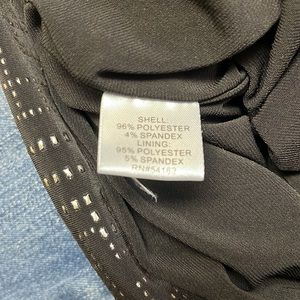 SHELL:
96% POLYESTER
4% SPANDEX
LINING:
95% POLYESTER
5% SPANDEX